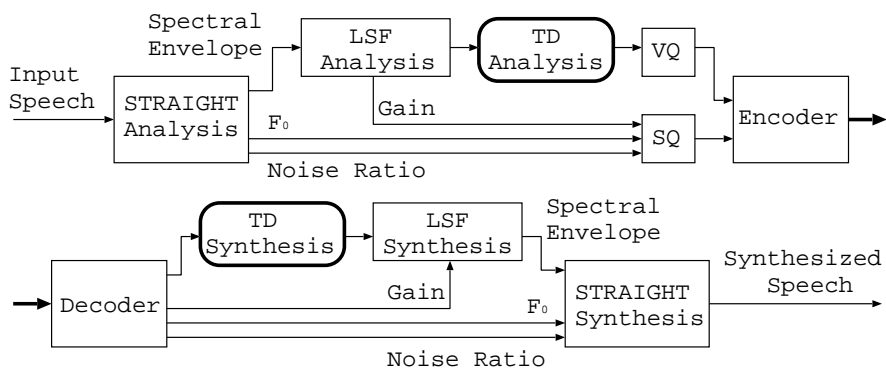 Spectral
Envelope
LSF
Analysis
TD
Analysis
VQ
Input
Speech
STRAIGHT
Analysis
Gain
F₀
Noise Ratio
SQ
Encoder
TD
Synthesis
LSF
Synthesis
Spectral
Envelope
Decoder
Gain
F₀
Noise Ratio
STRAIGHT
Synthesis
Synthesized
Speech